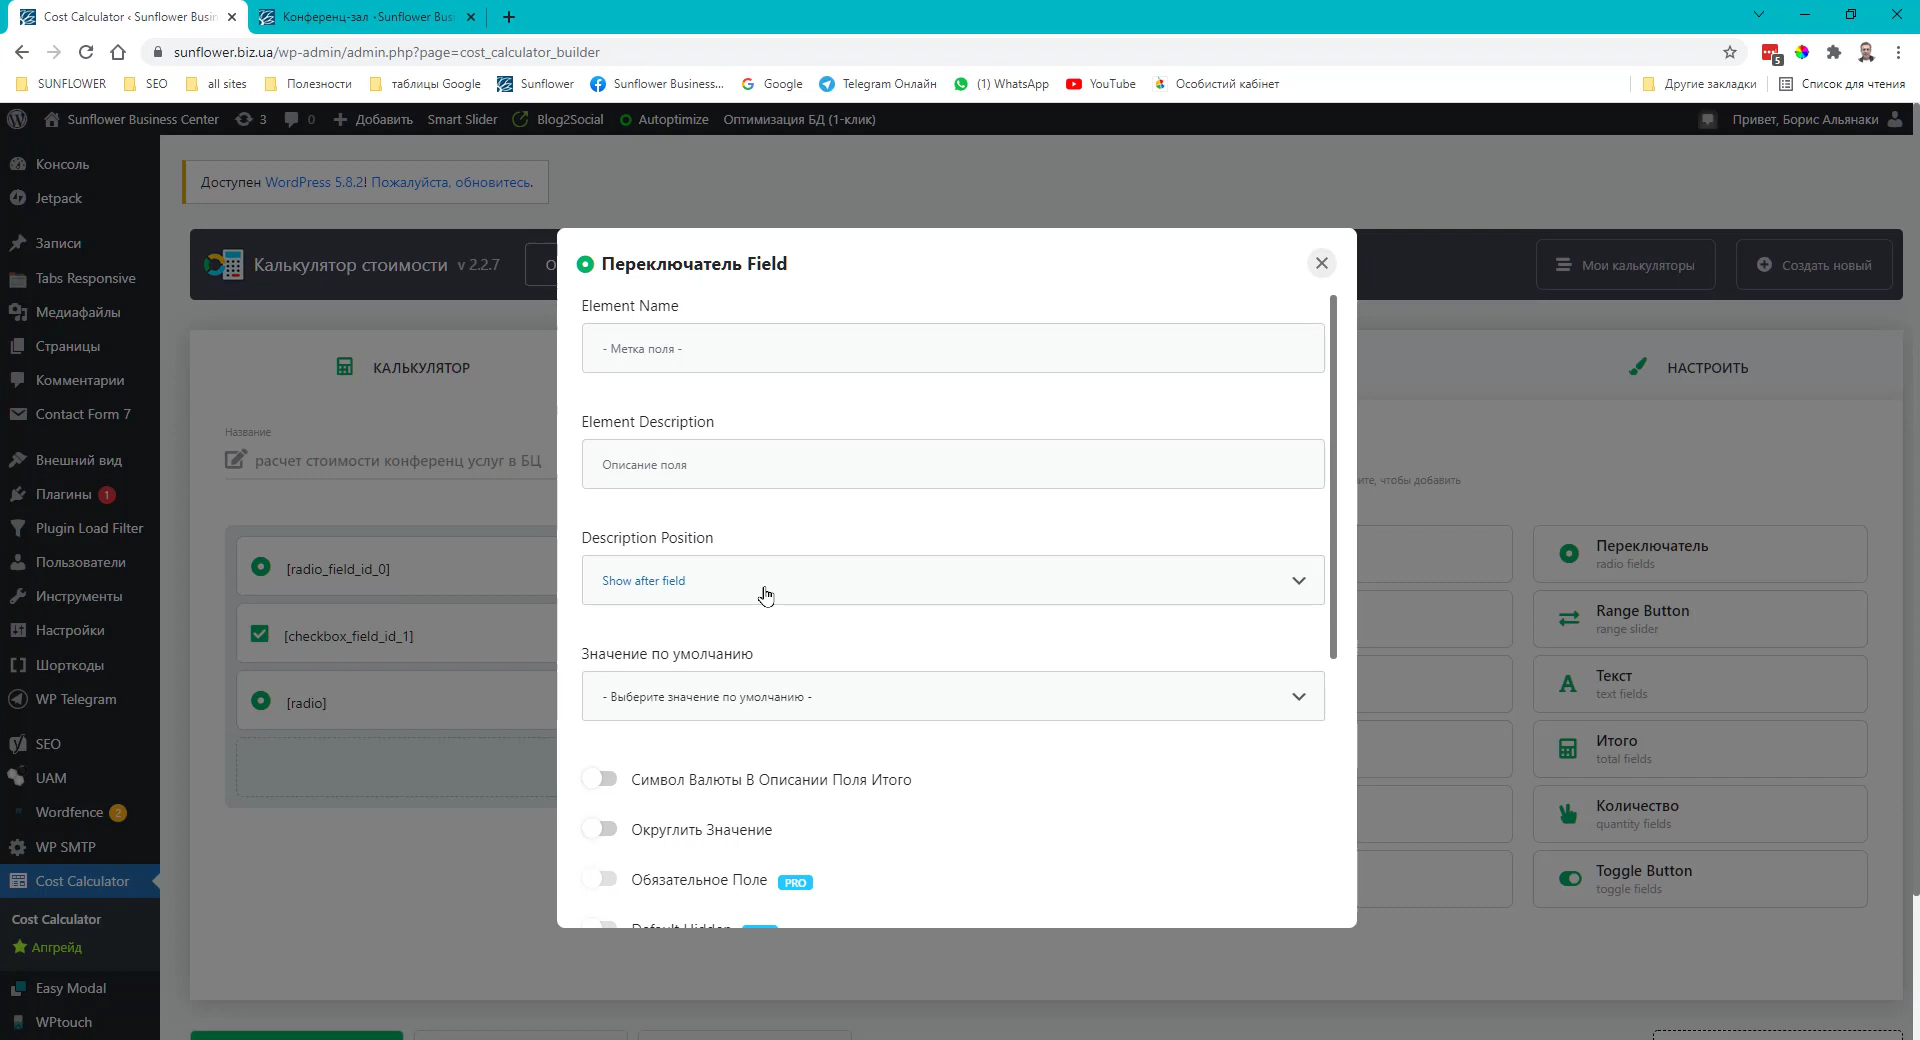 Cost Calculator ‹ Sunflower Busin
Конференц-зал - Sunflower Busi
sunflower.biz.ua/wp-admin/admin.php?page=cost_calculator_builder
5
SUNFLOWER
SEO
all sites
Полезности
таблицы Google
Sunflower
Sunflower Business...
Google
Telegram Онлайн
(1) WhatsApp
YouTube
Особистий кабінет
Другие закладки
Список для чтения
Sunflower Business Center
3
0
Добавить
Smart Slider
Blog2Social
Autoptimize
Оптимизация БД (1-клик)
Привет, Борис Альянаки
Консоль
Jetpack
Записи
Tabs Responsive
Медиафайлы
Страницы
Комментарии
Contact Form 7
Внешний вид
Плагины 1
Plugin Load Filter
Пользователи
Инструменты
Настройки
Шорткоды
WP Telegram
SEO
UAM
Wordfence 2
WP SMTP
Cost Calculator
Cost Calculator
Апгрейд
Easy Modal
WPtouch
Доступен WordPress 5.8.2! Пожалуйста, обновитесь.
Калькулятор стоимости v 2.2.7
Мои калькуляторы
Создать новый
КАЛЬКУЛЯТОР
НАСТРОИТЬ
Название
расчет стоимости конференц услуг в БЦ
[radio_field_id_0]
[checkbox_field_id_1]
[radio]
Переключатель Field
Element Name
- Метка поля -
Element Description
Описание поля
Description Position
Show after field
Значение по умолчанию
- Выберите значение по умолчанию -
Символ Валюты В Описании Поля Итого
Округлить Значение
Обязательное Поле PRO
Default Hidden
чтобы добавить
Переключатель
radio fields
Range Button
range slider
Текст
text fields
Итого
total fields
Количество
quantity fields
Toggle Button
toggle fields